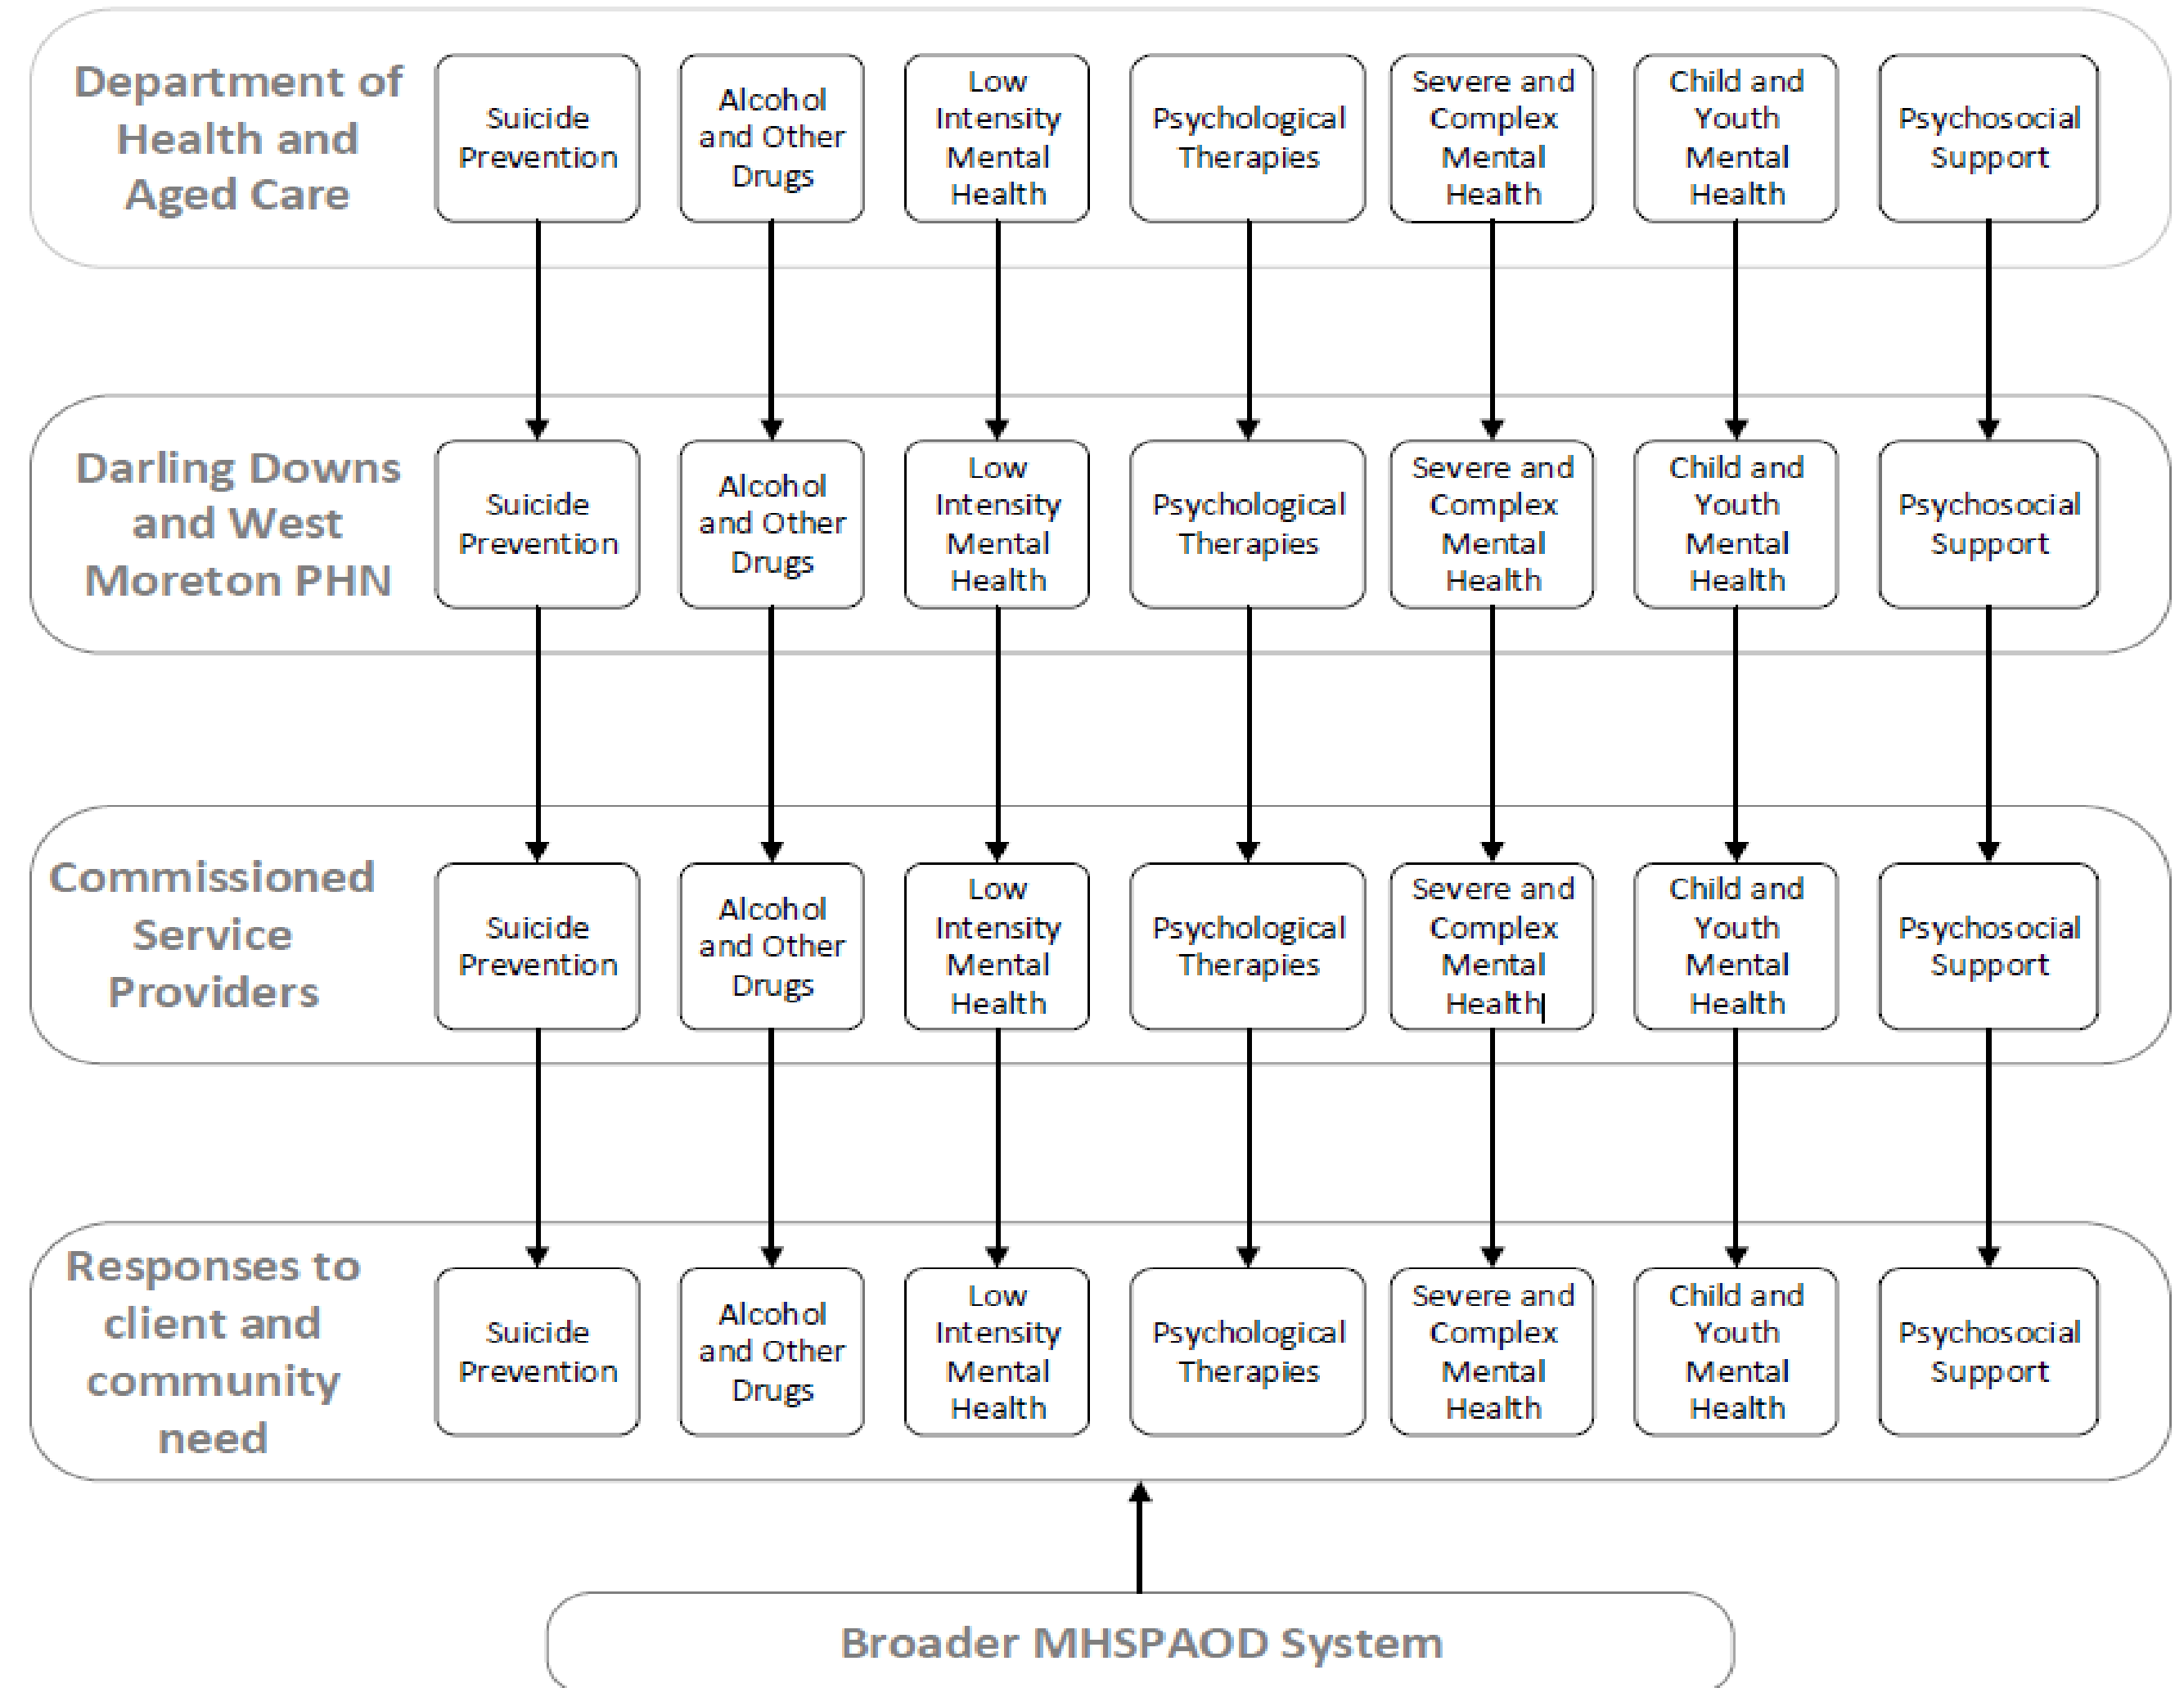 Department of
Health and
Aged Care
Suicide
Prevention
Alcohol
and Other
Drugs
Low
Intensity
Mental
Health
Psychological
Therapies
Severe and
Complex
Mental
Health
Child and
Youth
Mental
Health
Psychosocial
Support
Darling Downs
and West
Moreton PHN
Suicide
Prevention
Alcohol
and Other
Drugs
Low
Intensity
Mental
Health
Psychological
Therapies
Severe and
Complex
Mental
Health
Child and
Youth
Mental
Health
Psychosocial
Support
Commissioned
Service
Providers
Suicide
Prevention
Alcohol
and Other
Drugs
Low
Intensity
Mental
Health
Psychological
Therapies
Severe and
Complex
Mental
Health
Child and
Youth
Mental
Health
Psychosocial
Support
Responses to
client and
community
need
Suicide
Prevention
Alcohol
and Other
Drugs
Low
Intensity
Mental
Health
Psychological
Therapies
Severe and
Complex
Mental
Health
Child and
Youth
Mental
Health
Psychosocial
Support
Broader MHSPAOD System